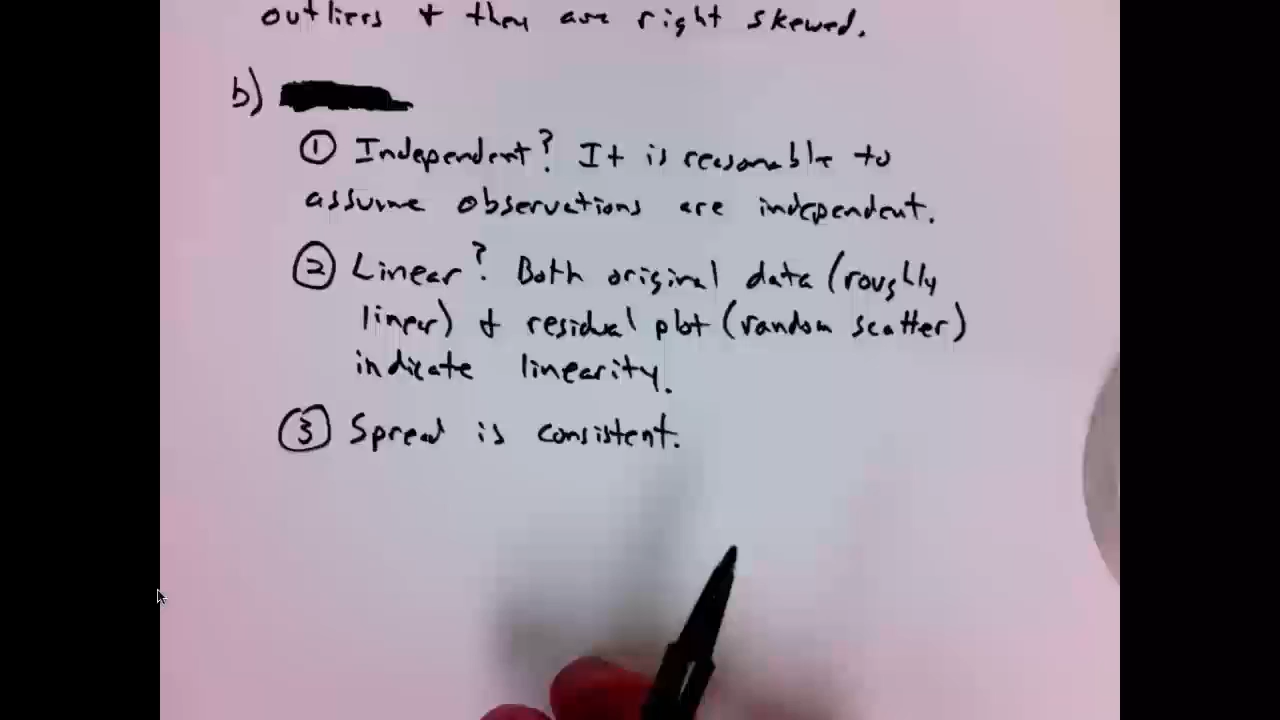 outliers + they are right skewed.
b)
① Independent? It is reasonable to
assume observations are independent.
② Linear? Both original data (roughly
linear) + residual plot (random scatter)
indicate linearity.
③ Spread is consistent.